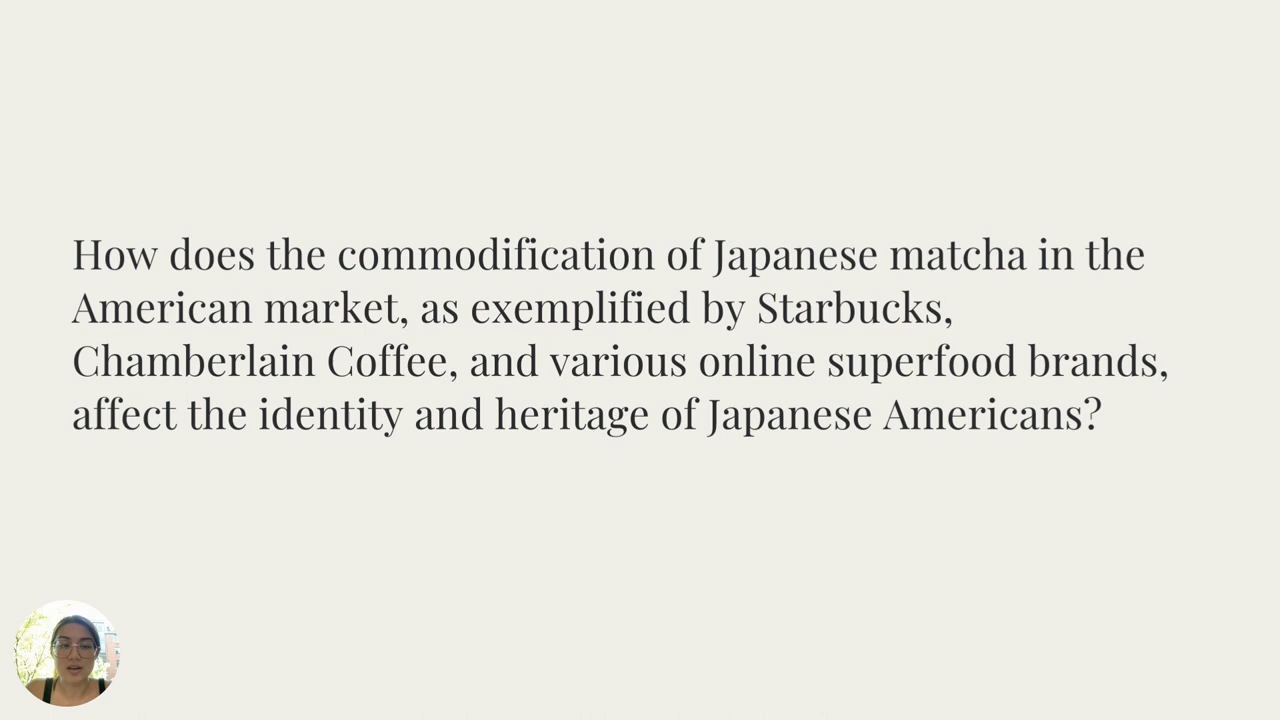 How does the commodification of Japanese matcha in the
American market, as exemplified by Starbucks,
Chamberlain Coffee, and various online superfood brands,
affect the identity and heritage of Japanese Americans?